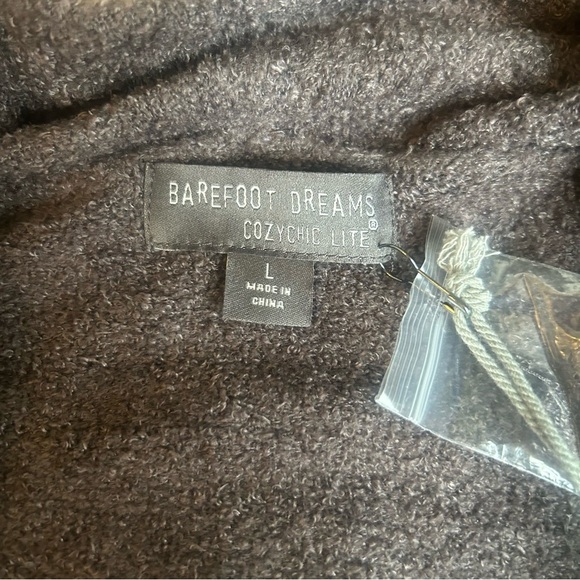 BAREFOOT DREAMS
COZYCHIC LITE®
L
MADE IN
CHINA